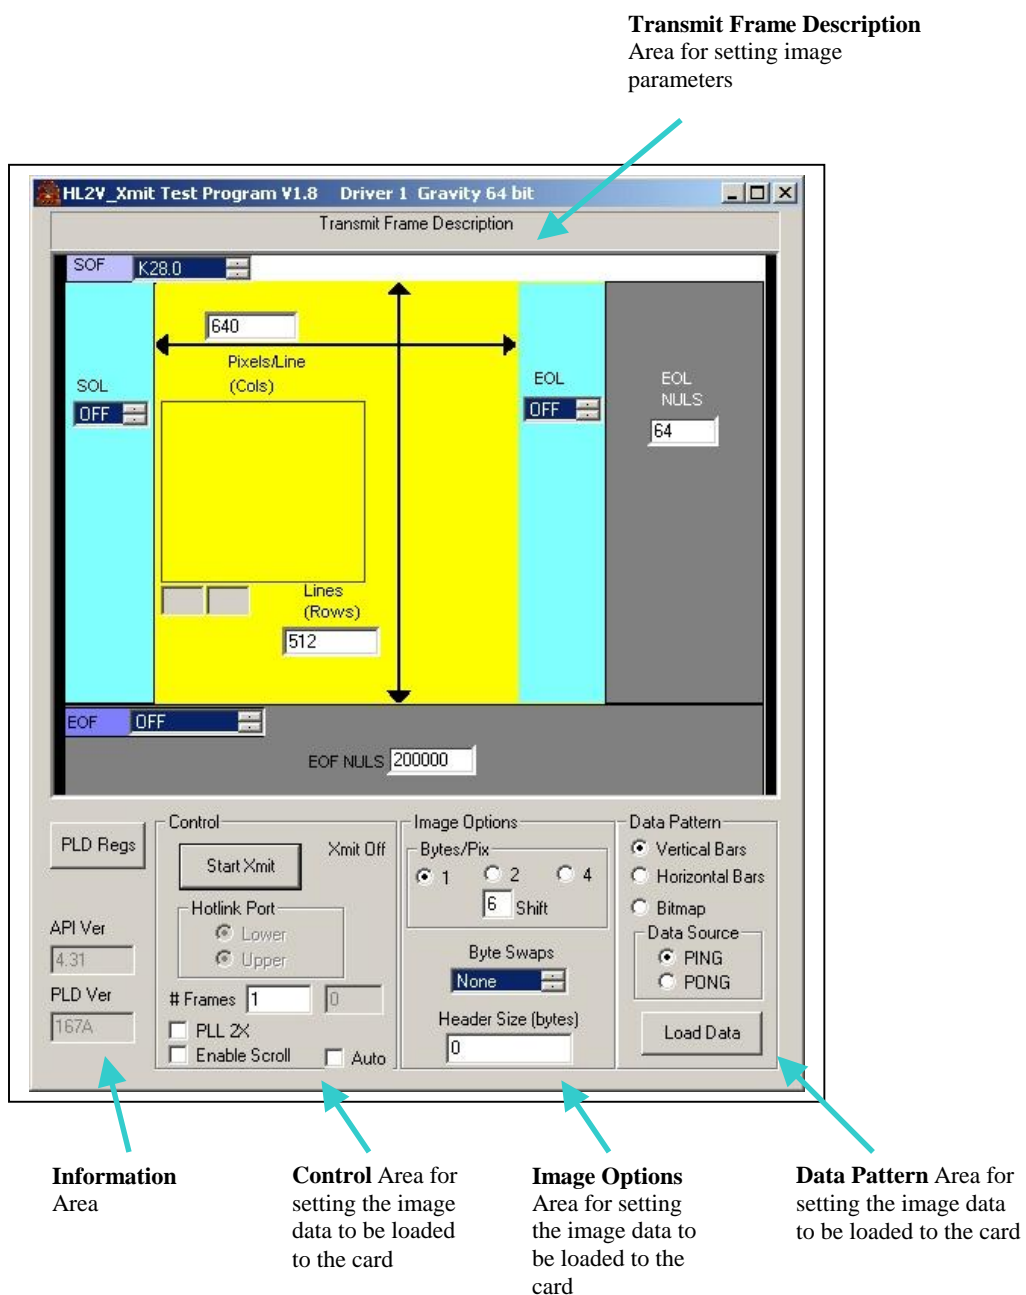 Transmit Frame Description
Area for setting image
parameters
HL2V_Xmit Test Program V1.8 Driver 1 Gravity 64 bit
Transmit Frame Description
SOF K28.0
640
Pixels/Line
(Cols)
SOL
OFF
EOL
OFF
EOL
NULS
64
Lines
(Rows)
512
EOF OFF
EOF NULS 200000
PLD Regs
API Ver
4.31
PLD Ver
167A
Control
Start Xmit Xmit Off
Hotlink Port
Lower
Upper
# Frames 1 0
PLL 2X
Enable Scroll Auto
Image Options
Bytes/Pix
1 2 4
6 Shift
Byte Swaps
None
Header Size (bytes)
0
Data Pattern
Vertical Bars
Horizontal Bars
Bitmap
Data Source
PING
PONG
Load Data
Information
Area
Control Area for
setting the image
data to be loaded
to the card
Image Options
Area for setting
the image data to
be loaded to the
card
Data Pattern Area for
setting the image data
to be loaded to the card